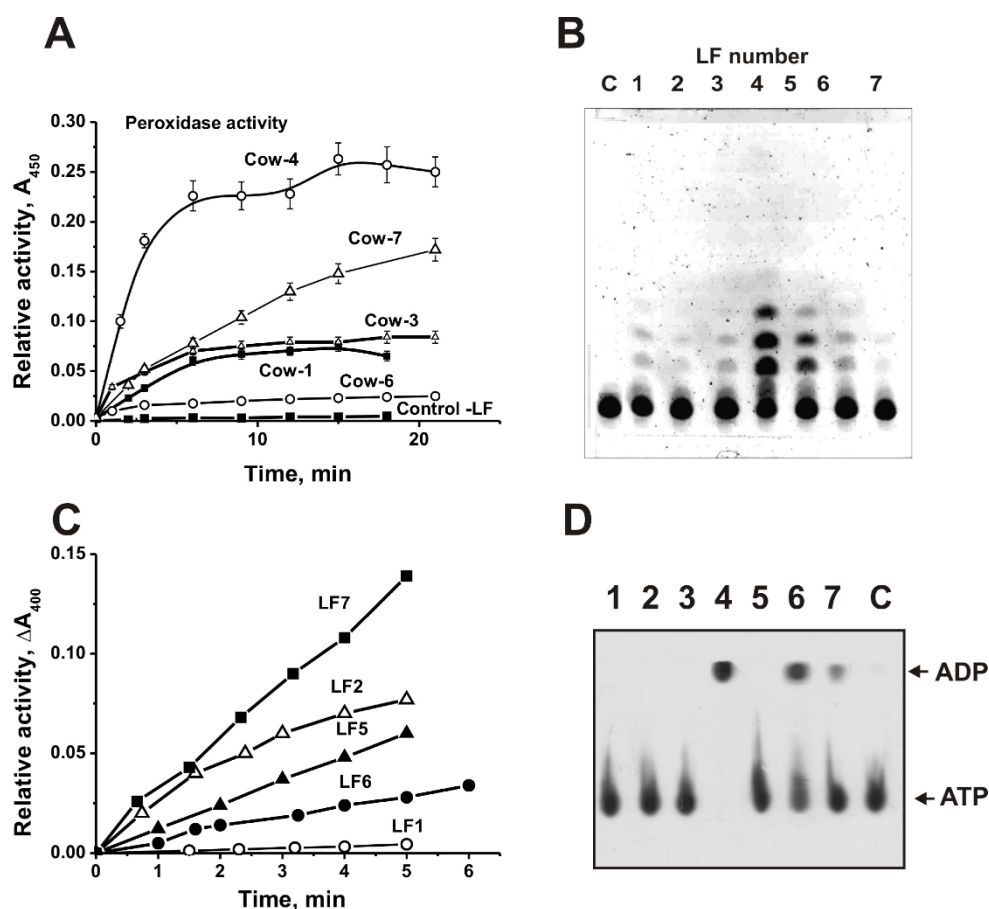 A
Peroxidase activity
Cow-4
Cow-7
Cow-3
Cow-1
Cow-6
Control -LF
Relative activity, A450
0.30
0.25
0.20
0.15
0.10
0.05
0.00
0 10 20
Time, min
B
LF number
C 1 2 3 4 5 6 7
C
LF7
LF2
LF5
LF6
LF1
Relative activity, ΔA400
0.15
0.10
0.05
0.00
0 1 2 3 4 5 6
Time, min
D
1 2 3 4 5 6 7 C
ADP
ATP